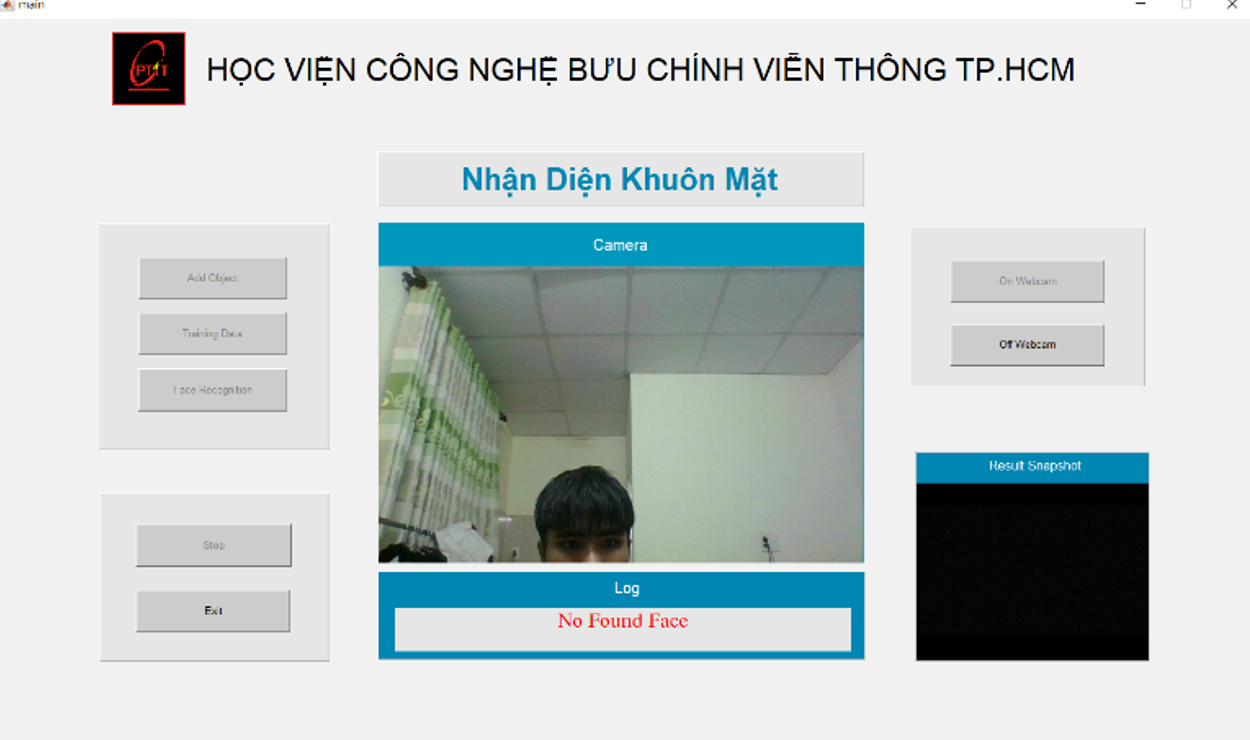 main
PTIT
HỌC VIỆN CÔNG NGHỆ BƯU CHÍNH VIỄN THÔNG TP.HCM
Nhận Diện Khuôn Mặt
Add Object
Training Data
Face Recognition
Camera
On Webcam
Off Webcam
Result Snapshot
Stop
Exit
Log
No Found Face